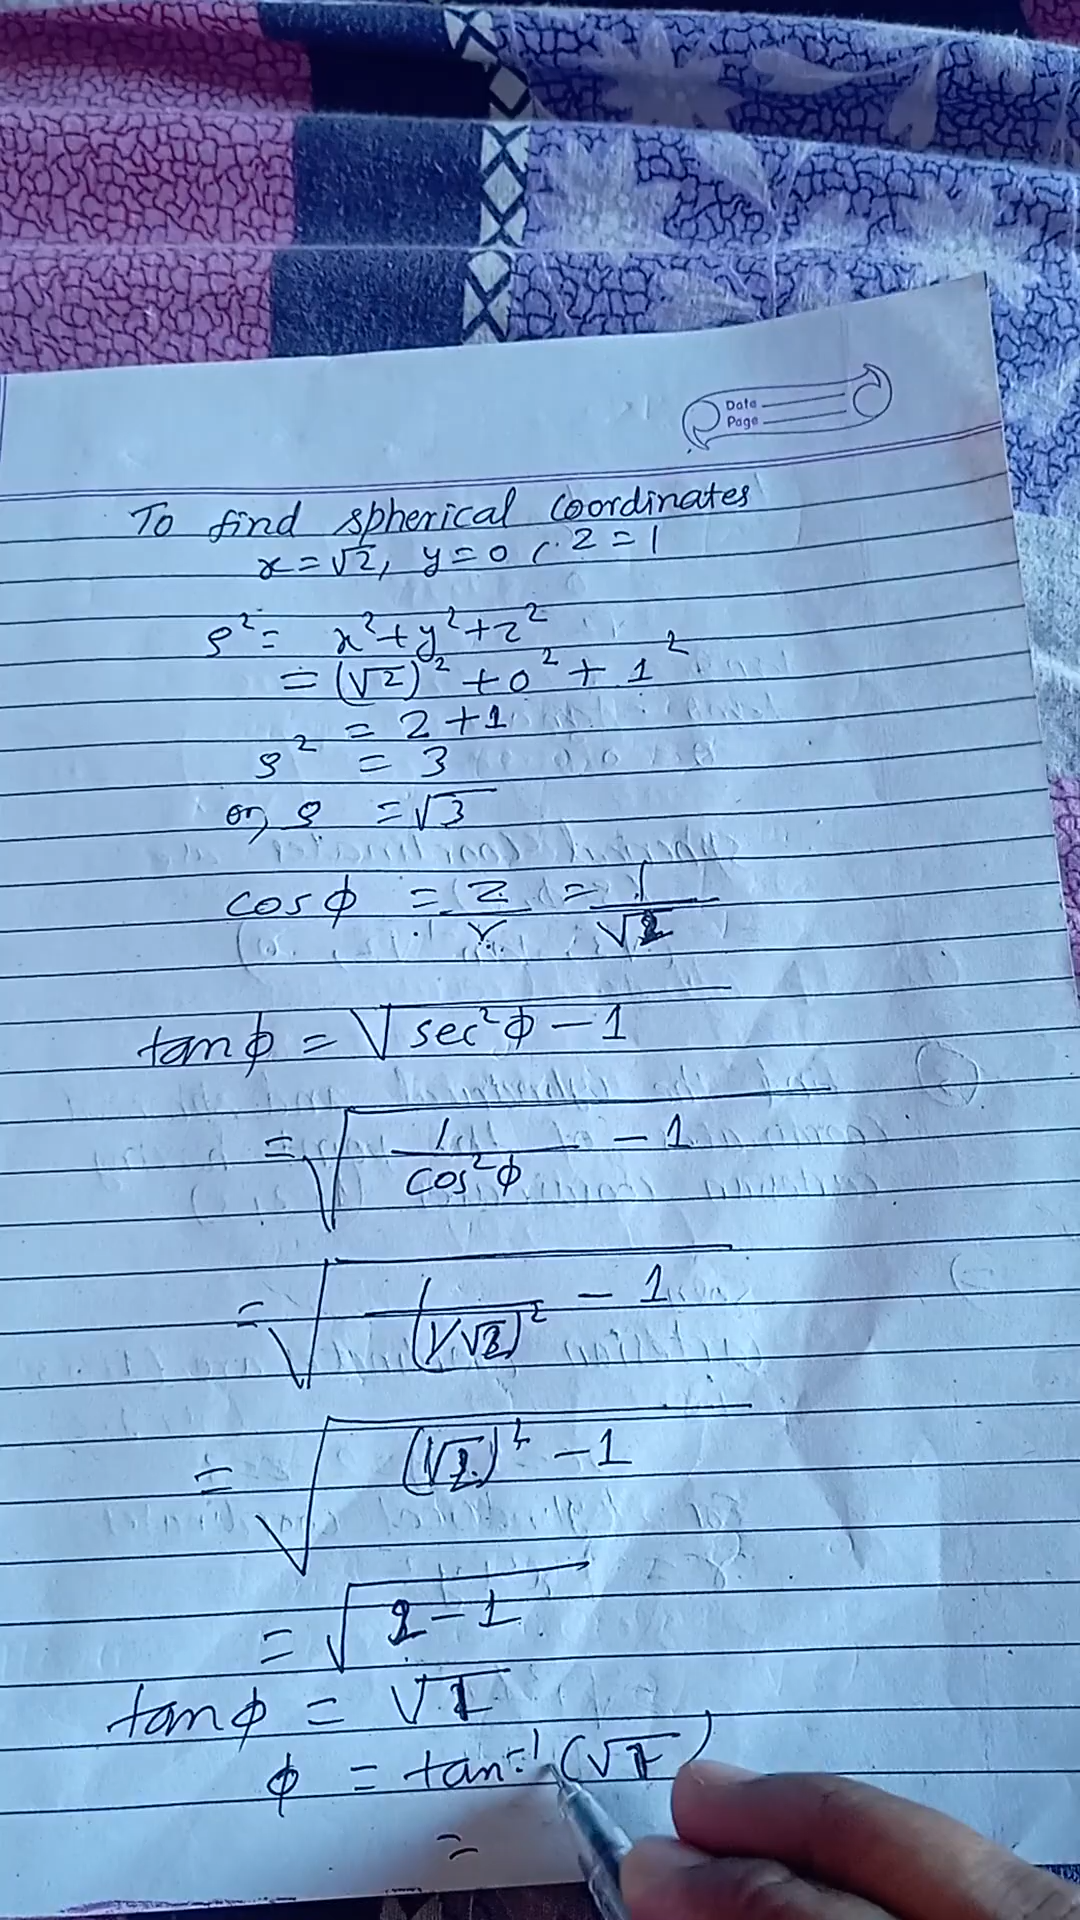 Date
Page
To find spherical coordinates
x = √2, y = 0, z = 1
ρ² = x² + y² + z²
= (√2)² + 0² + 1²
= 2 + 1
ρ² = 3
or, ρ = √3
cos φ = z/r = 1/√2
tan φ = √(sec² φ − 1)
= √(1/cos² φ − 1)
= √(1/(1/√2)² − 1)
= √((√2)² − 1)
= √(2 − 1)
tan φ = √1
φ = tan⁻¹ (√1)
=